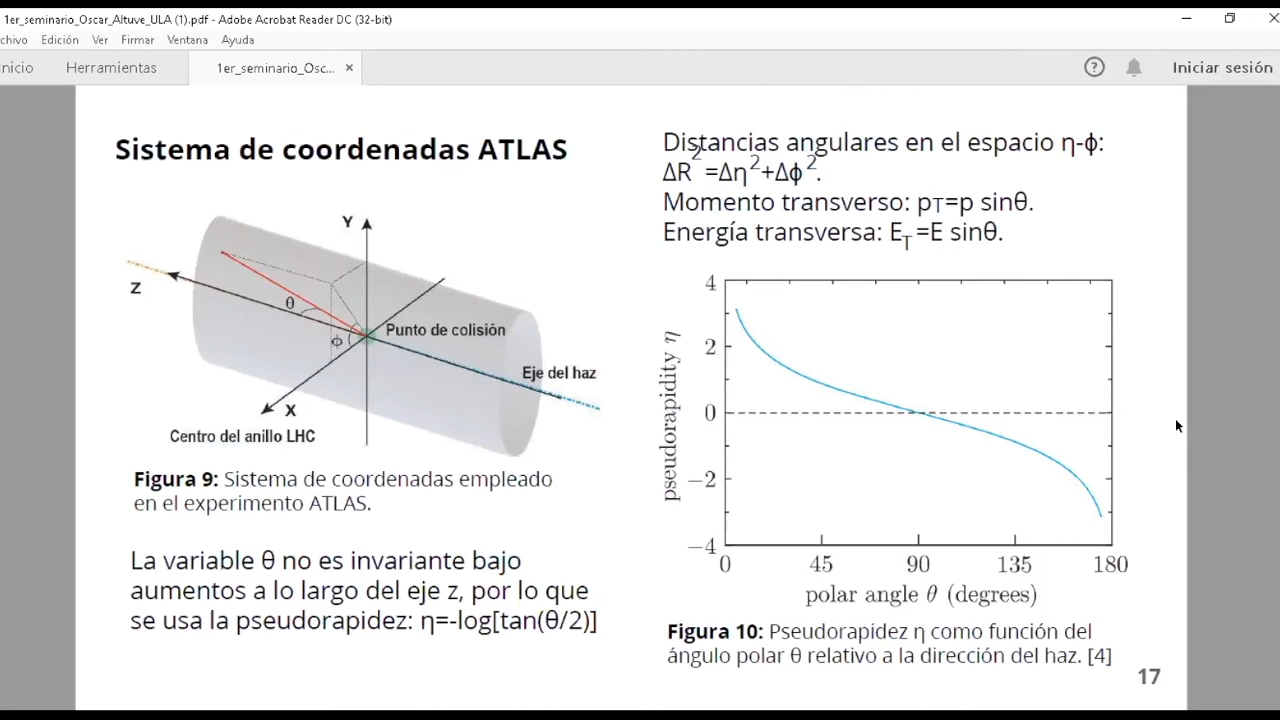 1er_seminario_Oscar_Altuve_ULA (1).pdf - Adobe Acrobat Reader DC (32-bit)
chivo Edición Ver Firmar Ventana Ayuda
nicio Herramientas 1er_seminario_Osc... × Iniciar sesión
Sistema de coordenadas ATLAS
Y
Z
θ
ϕ
Punto de colisión
Eje del haz
X
Centro del anillo LHC
Figura 9: Sistema de coordenadas empleado
en el experimento ATLAS.
La variable θ no es invariante bajo
aumentos a lo largo del eje z, por lo que
se usa la pseudorapidez: η=-log[tan(θ/2)]
Distancias angulares en el espacio η-ϕ:
ΔR²=Δη²+Δϕ².
Momento transverso: pT=p sinθ.
Energía transversa: E_T=E sinθ.
4
2
0
−2
−4
pseudorapidity η
0 45 90 135 180
polar angle θ (degrees)
Figura 10: Pseudorapidez η como función del
ángulo polar θ relativo a la dirección del haz. [4]
17